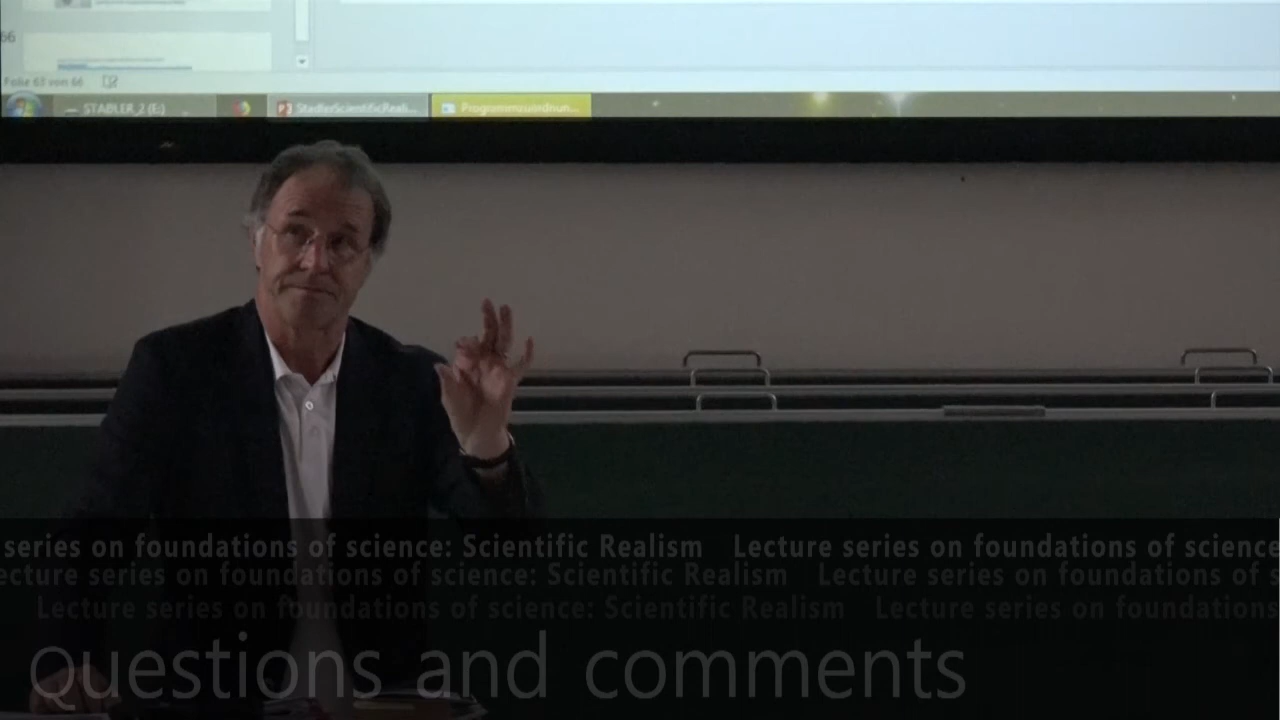 66
Folie 63 von 66
STABLER_2 (E:)
StadlerScientificReali...
Programmzuordnun...
series on foundations of science: Scientific Realism Lecture series on foundations of science
ecture series on foundations of science: Scientific Realism Lecture series on foundations of s
Lecture series on foundations of science: Scientific Realism Lecture series on foundations
questions and comments